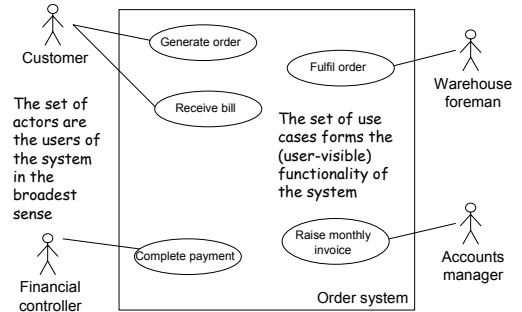 Customer
Generate order
Receive bill
Fulfil order
Warehouse
foreman
The set of
actors are
the users of
the system
in the
broadest
sense
The set of use
cases forms the
(user-visible)
functionality of
the system
Financial
controller
Complete payment
Raise monthly
invoice
Accounts
manager
Order system